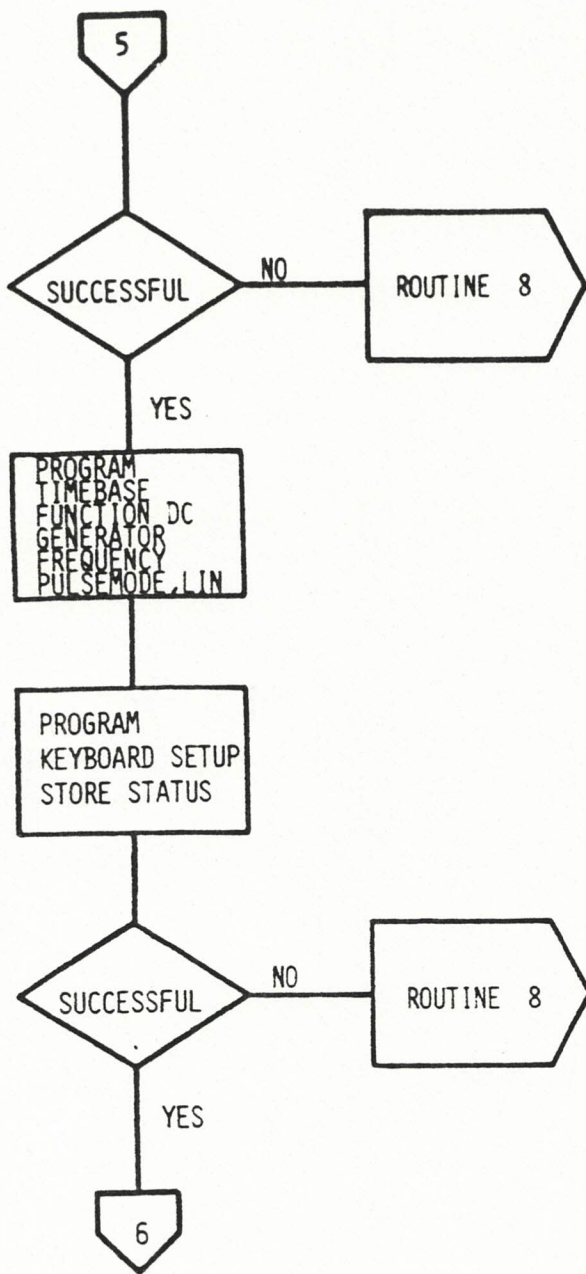 5
SUCCESSFUL
NO
ROUTINE 8
YES
PROGRAM
TIMEBASE
FUNCTION DC
GENERATOR
FREQUENCY
PULSEMODE,LIN
PROGRAM
KEYBOARD SETUP
STORE STATUS
SUCCESSFUL
NO
ROUTINE 8
YES
6